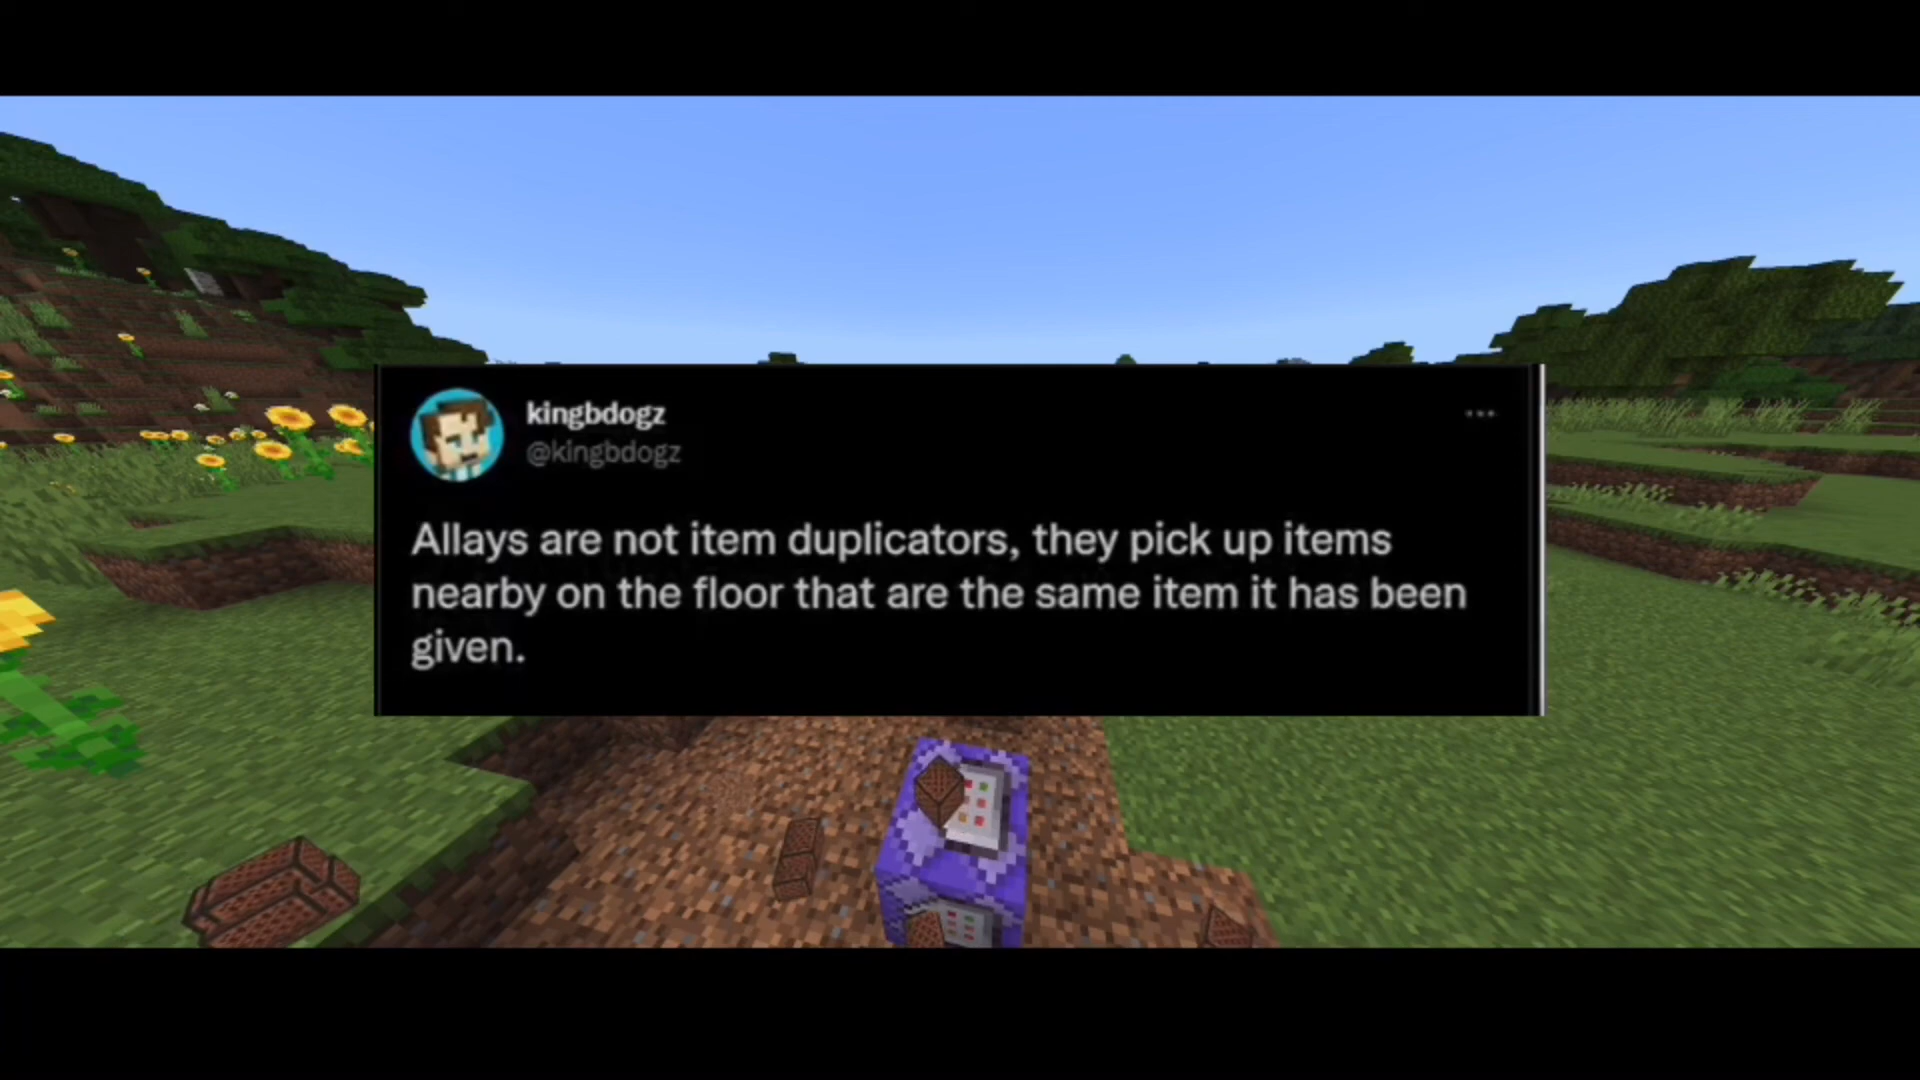 kingbdogz
@kingbdogz
Allays are not item duplicators, they pick up items
nearby on the floor that are the same item it has been
given.